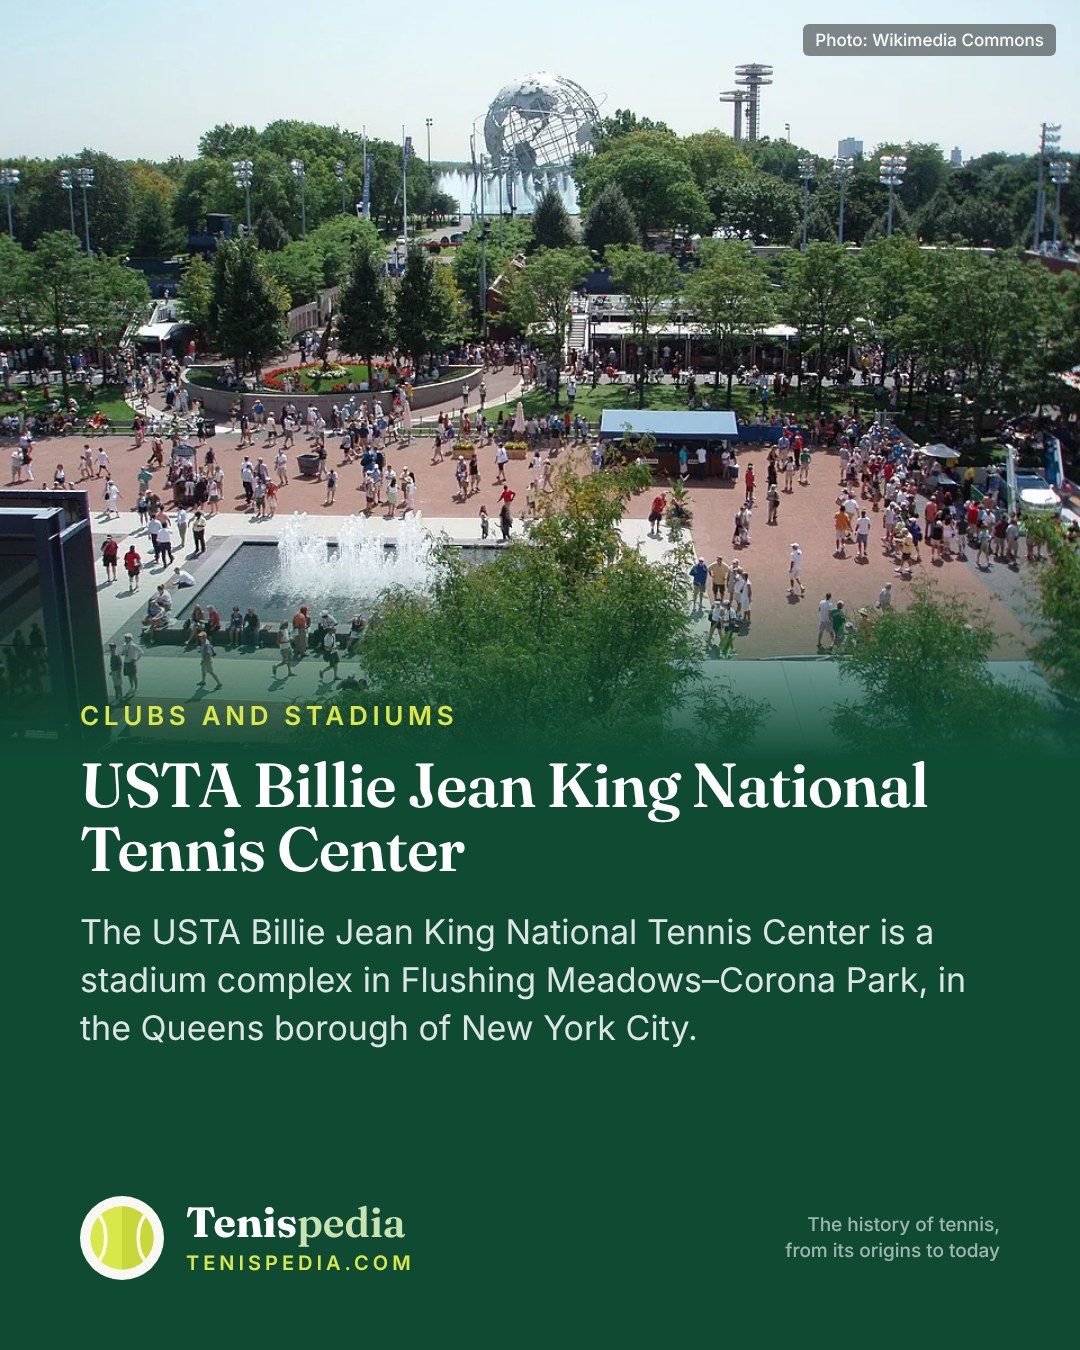 Photo: Wikimedia Commons
CLUBS AND STADIUMS
USTA Billie Jean King National
Tennis Center
The USTA Billie Jean King National Tennis Center is a
stadium complex in Flushing Meadows–Corona Park, in
the Queens borough of New York City.
Tenispedia
TENISPEDIA.COM
The history of tennis,
from its origins to today